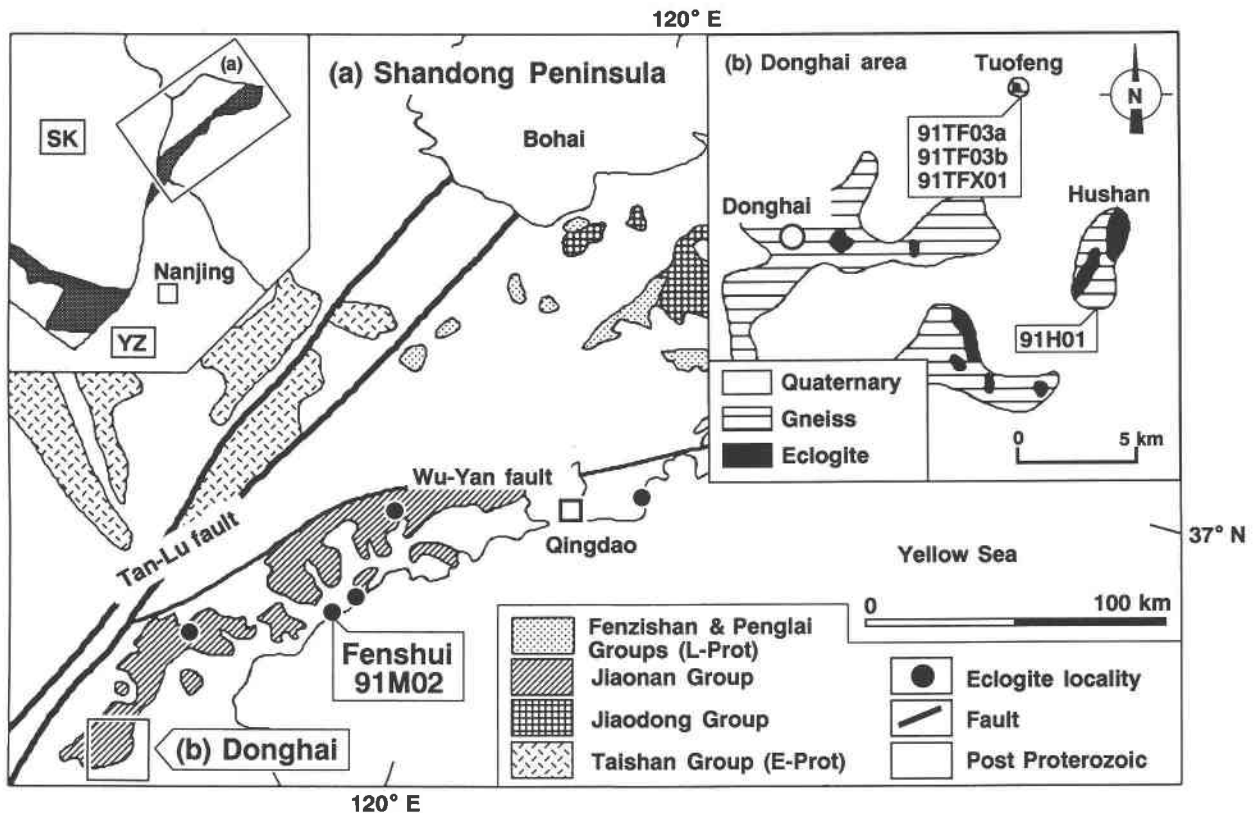 120° E
(a)
SK
Nanjing
YZ
(a) Shandong Peninsula
Bohai
(b) Donghai area
Tuofeng
N
91TF03a
91TF03b
91TFX01
Donghai
Hushan
91H01
Quaternary
Gneiss
Eclogite
0 5 km
Wu-Yan fault
Tan-Lu fault
Qingdao
37° N
Yellow Sea
0 100 km
Fenshui
91M02
(b) Donghai
Fenzishan & Penglai
Groups (L-Prot)
Jiaonan Group
Jiaodong Group
Taishan Group (E-Prot)
Eclogite locality
Fault
Post Proterozoic
120° E